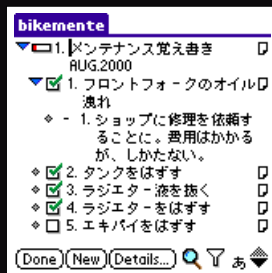 bikemente
1. メンテナンス覚え書き
AUG.2000
1. フロントフォークのオイル
洩れ
- 1. ショップに修理を依頼す
ることに。費用はかかる
が、しかたない。
2. タンクをはずす
3. ラジエター液を抜く
4. ラジエターをはずす
5. エキパイをはずす
Done New Details... あ